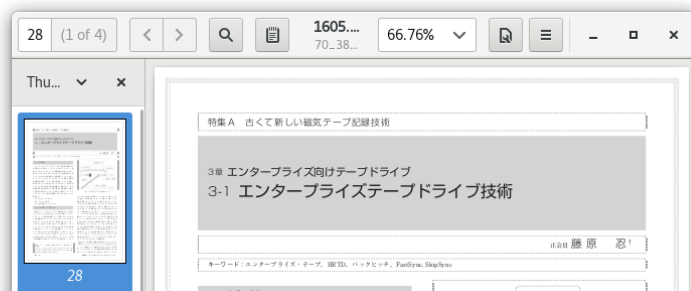 28 (1 of 4) 1605.... 70_38... 66.76%
Thu...
28
特集A 古くて新しい磁気テープ記録技術
3章 エンタープライズ向けテープドライブ
3-1 エンタープライズテープドライブ技術
正会員 藤原 忍†
キーワード:エンタープライズ・テープ, HRTD, バックヒッチ, FastSync, SkipSync